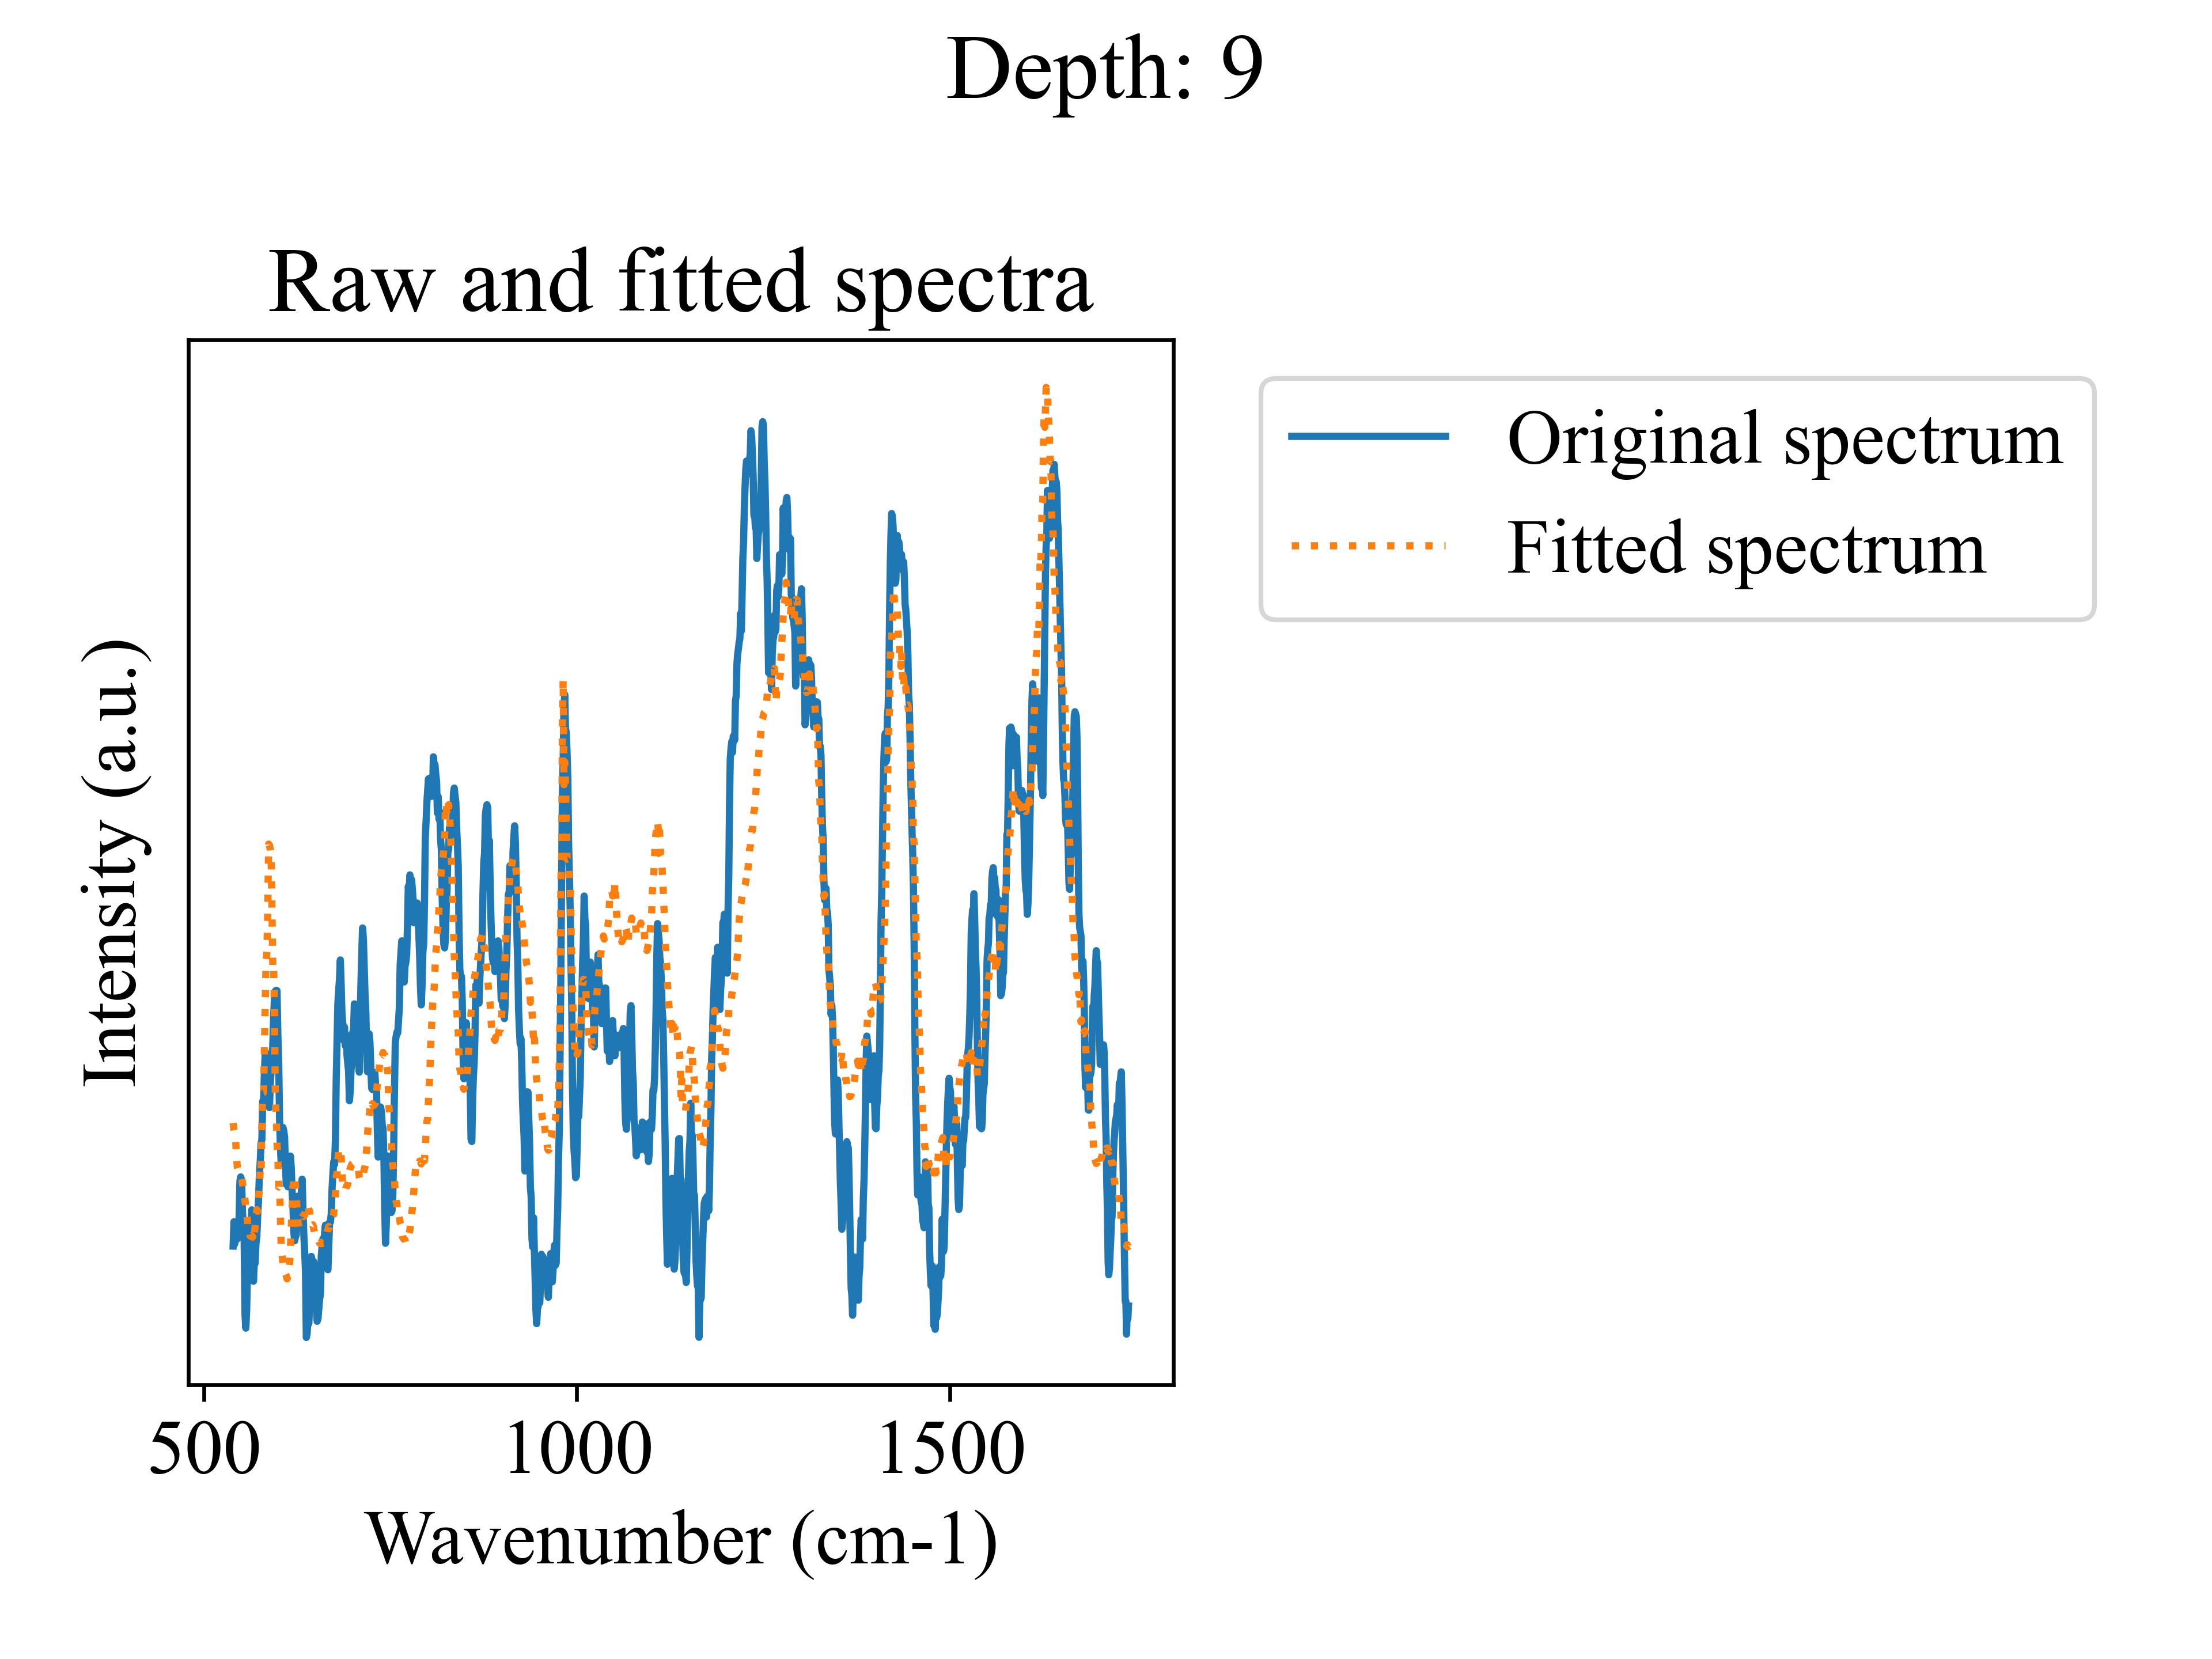 Depth: 9
Raw and fitted spectra
Original spectrum
Fitted spectrum
Intensity (a.u.)
500 1000 1500
Wavenumber (cm-1)